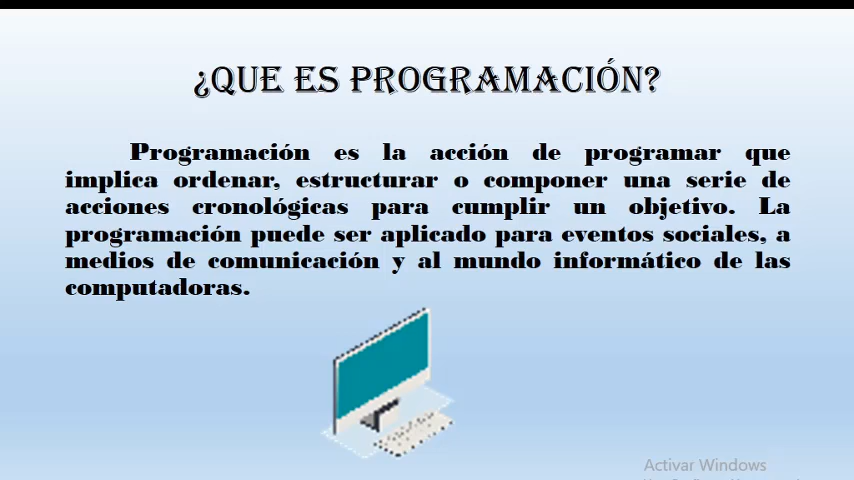 ¿QUE ES PROGRAMACIÓN?
Programación es la acción de programar que
implica ordenar, estructurar o componer una serie de
acciones cronológicas para cumplir un objetivo. La
programación puede ser aplicado para eventos sociales, a
medios de comunicación y al mundo informático de las
computadoras.
Activar Windows